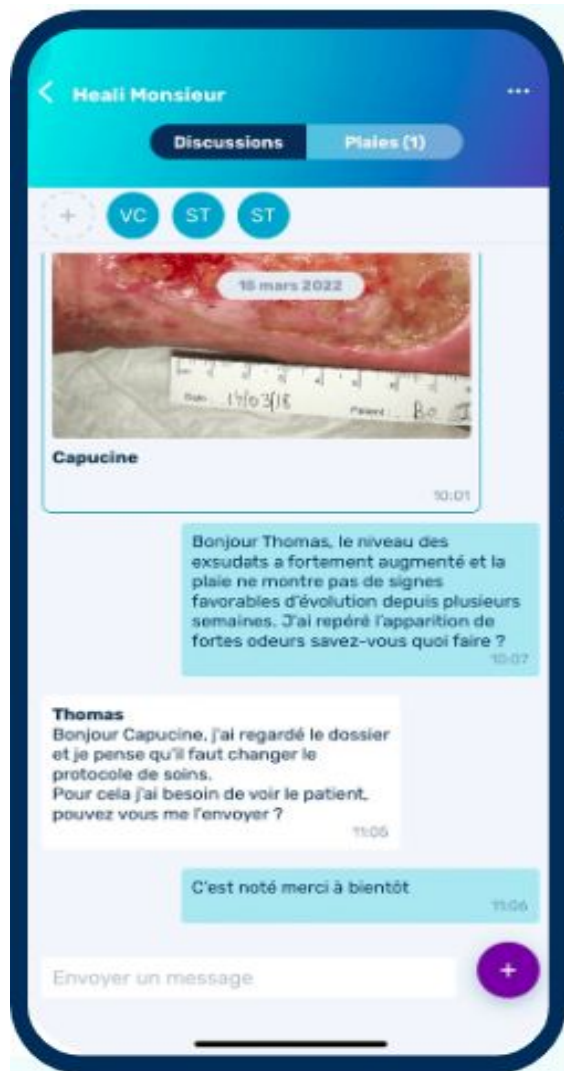 Heali Monsieur
...
Discussions
Plaies (1)
+
VC
ST
ST
16 mars 2022
14/03/18
Bo
Capucine
10:01
Bonjour Thomas, le niveau des
exsudats a fortement augmenté et la
plaie ne montre pas de signes
favorables d'évolution depuis plusieurs
semaines. J'ai repéré l'apparition de
fortes odeurs savez-vous quoi faire ?
10:07
Thomas
Bonjour Capucine, j'ai regardé le dossier
et je pense qu'il faut changer le
protocole de soins.
Pour cela j'ai besoin de voir le patient,
pouvez vous me l'envoyer ?
11:05
C'est noté merci à bientôt
11:06
Envoyer un message
+